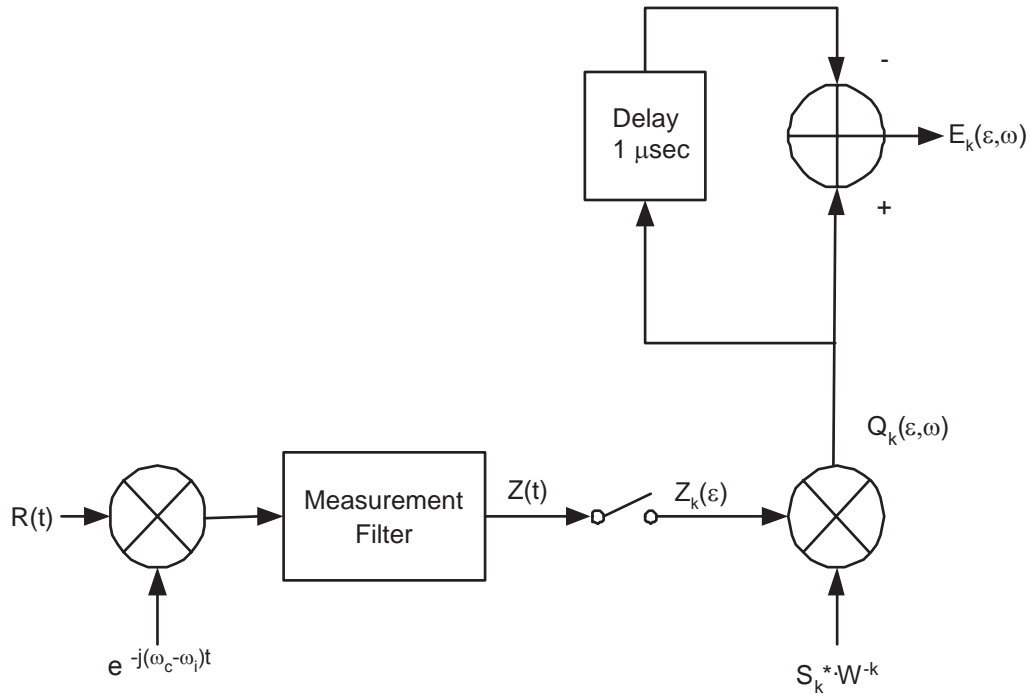 -
Delay
1 μsec
E_k(ε,ω)
+
Q_k(ε,ω)
Measurement
Filter
Z(t)
Z_k(ε)
R(t)
e^-j(ω_c-ω_i)t
S_k*·W^-k